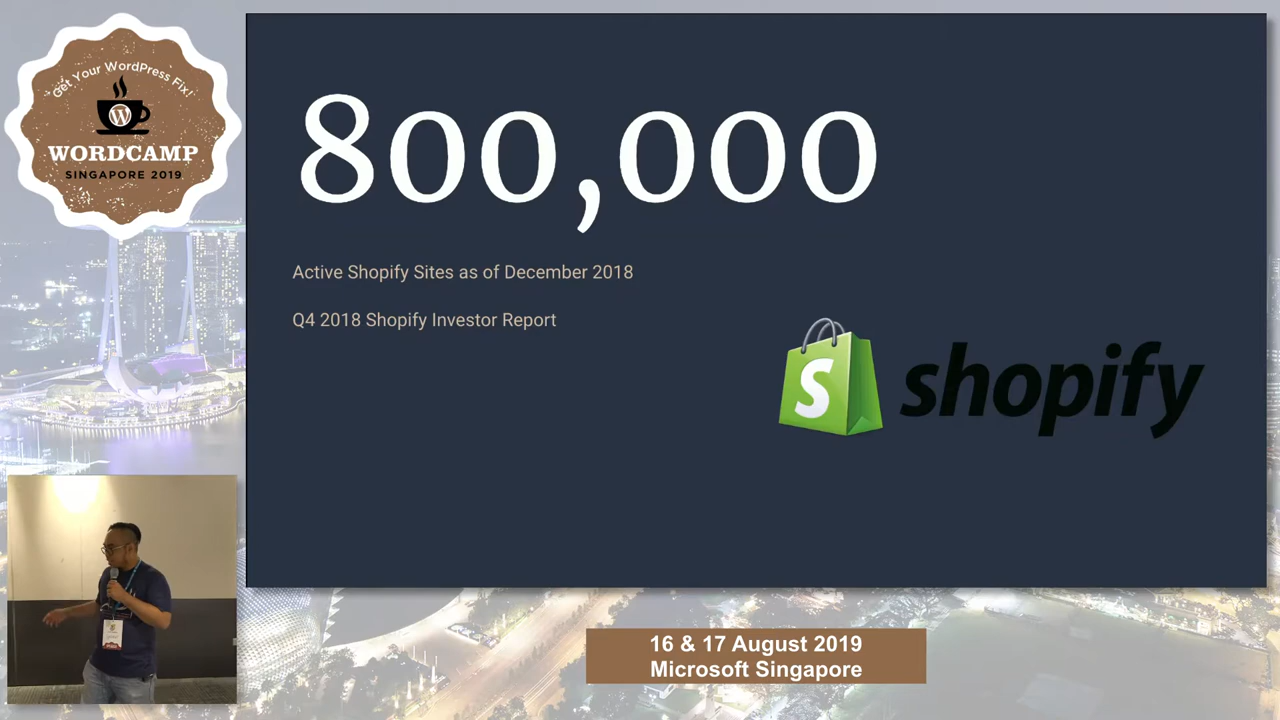 Get Your WordPress Fix!
WORDCAMP
SINGAPORE 2019
800,000
Active Shopify Sites as of December 2018
Q4 2018 Shopify Investor Report
shopify
16 & 17 August 2019
Microsoft Singapore